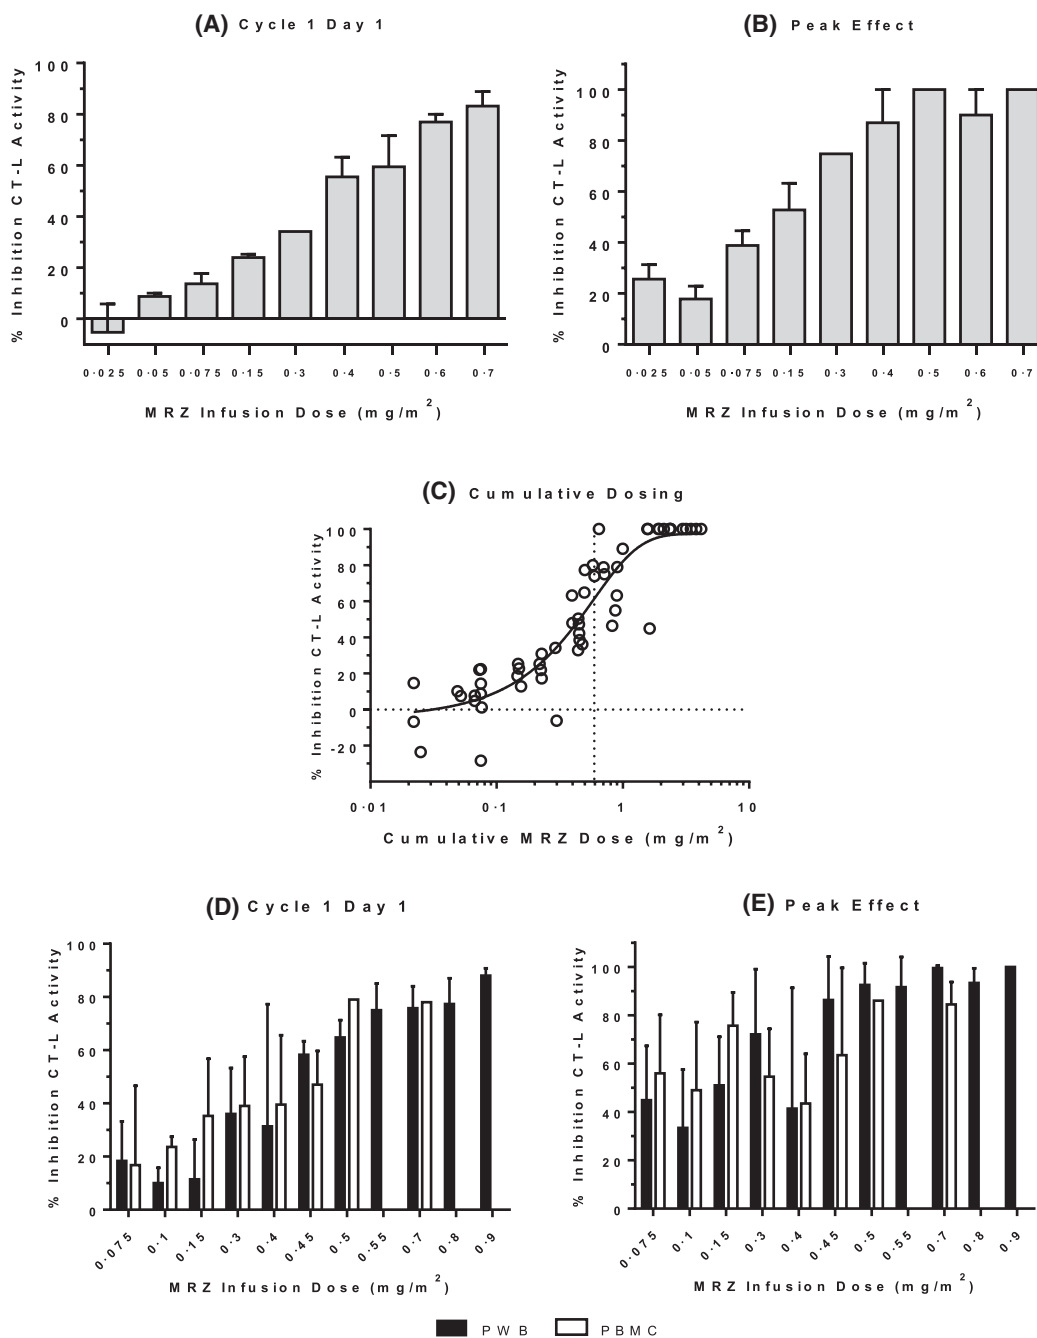 (A) Cycle 1 Day 1
% Inhibition CT-L Activity
100
80
60
40
20
0
0·025 0·05 0·075 0·15 0·3 0·4 0·5 0·6 0·7
MRZ Infusion Dose (mg/m²)
(B) Peak Effect
% Inhibition CT-L Activity
100
80
60
40
20
0
0·025 0·05 0·075 0·15 0·3 0·4 0·5 0·6 0·7
MRZ Infusion Dose (mg/m²)
(C) Cumulative Dosing
% Inhibition CT-L Activity
100
80
60
40
20
0
-20
0·01 0·1 1 10
Cumulative MRZ Dose (mg/m²)
(D) Cycle 1 Day 1
% Inhibition CT-L Activity
100
80
60
40
20
0
0·075 0·1 0·15 0·3 0·4 0·45 0·5 0·55 0·7 0·8 0·9
MRZ Infusion Dose (mg/m²)
(E) Peak Effect
% Inhibition CT-L Activity
100
80
60
40
20
0
0·075 0·1 0·15 0·3 0·4 0·45 0·5 0·55 0·7 0·8 0·9
MRZ Infusion Dose (mg/m²)
PWB PBMC